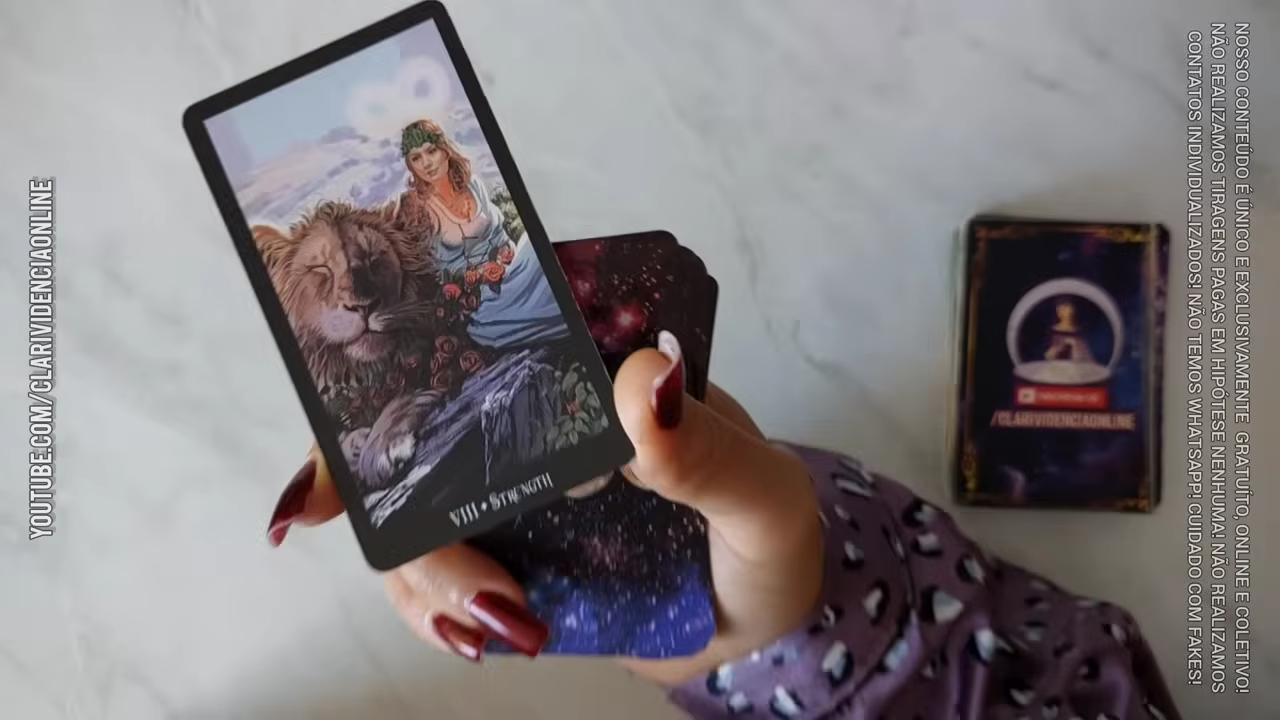 YOUTUBE.COM/CLARIVIDENCIAONLINE
VIII • STRENGTH
/CLARIVIDENCIAONLINE
NOSSO CONTEÚDO É ÚNICO E EXCLUSIVAMENTE GRATUÍTO, ONLINE E COLETIVO!
NÃO REALIZAMOS TIRAGENS PAGAS EM HIPÓTESE NENHUMA! NÃO REALIZAMOS
CONTATOS INDIVIDUALIZADOS! NÃO TEMOS WHATSAPP! CUIDADO COM FAKES!